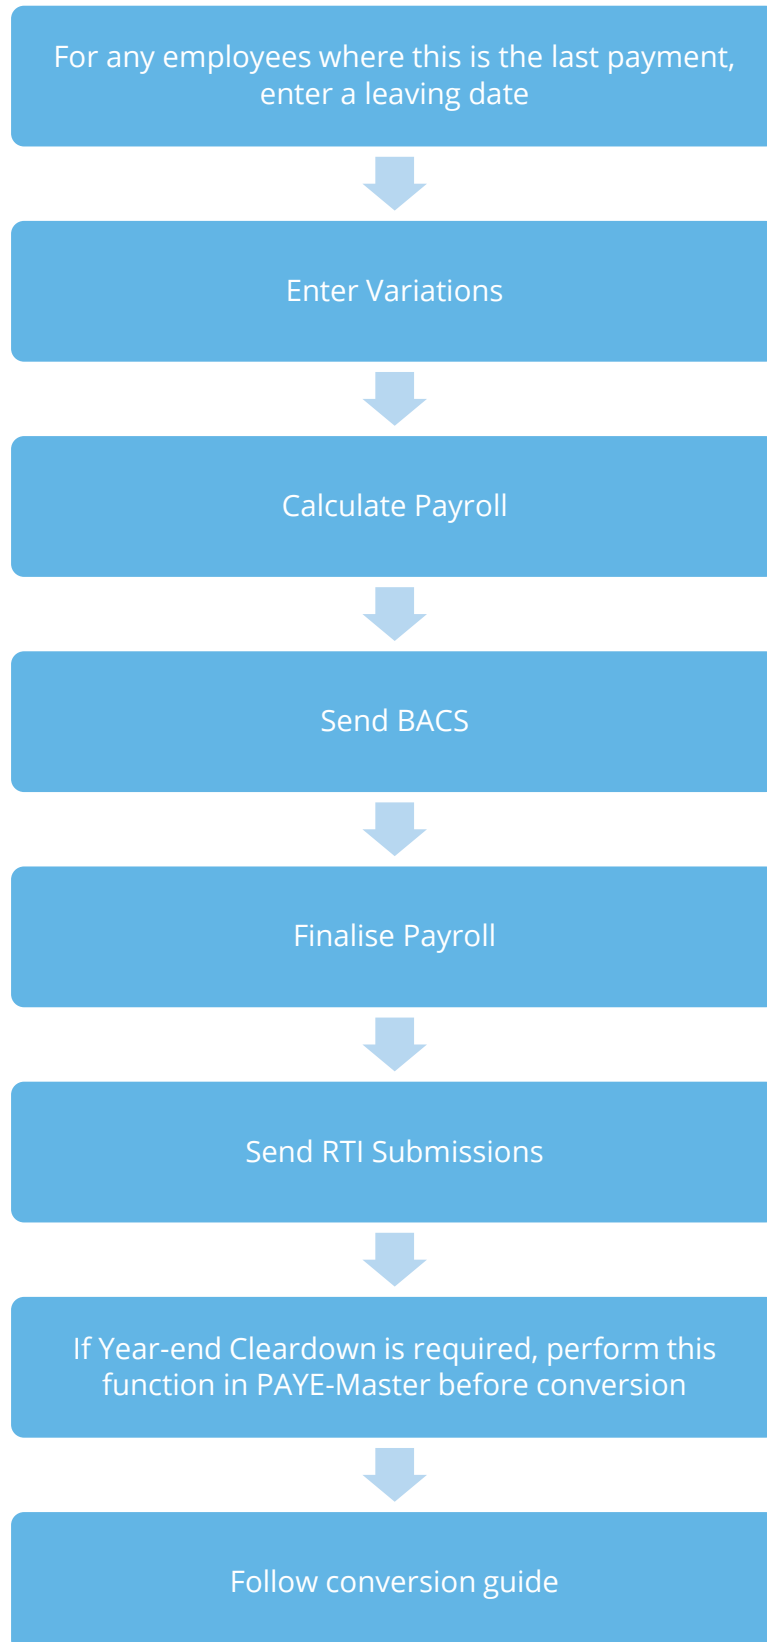 For any employees where this is the last payment,
enter a leaving date
Enter Variations
Calculate Payroll
Send BACS
Finalise Payroll
Send RTI Submissions
If Year-end Cleardown is required, perform this
function in PAYE-Master before conversion
Follow conversion guide